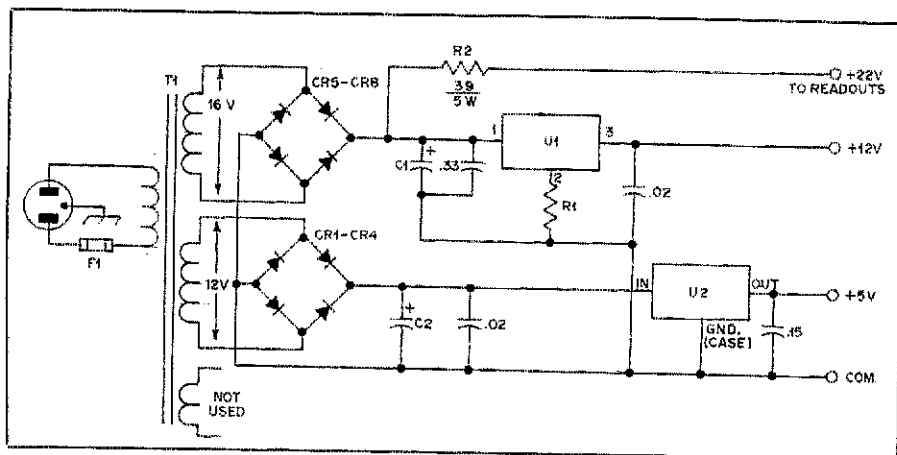 T1
16 V
CR5-CR8
R2
39
5W
+22V
TO READOUTS
1
U1
3
+12V
C1
+
.33
2
R1
.02
F1
12V
CR1-CR4
IN
U2
OUT
+5V
+
C2
.02
GND.
(CASE)
.15
COM.
NOT
USED